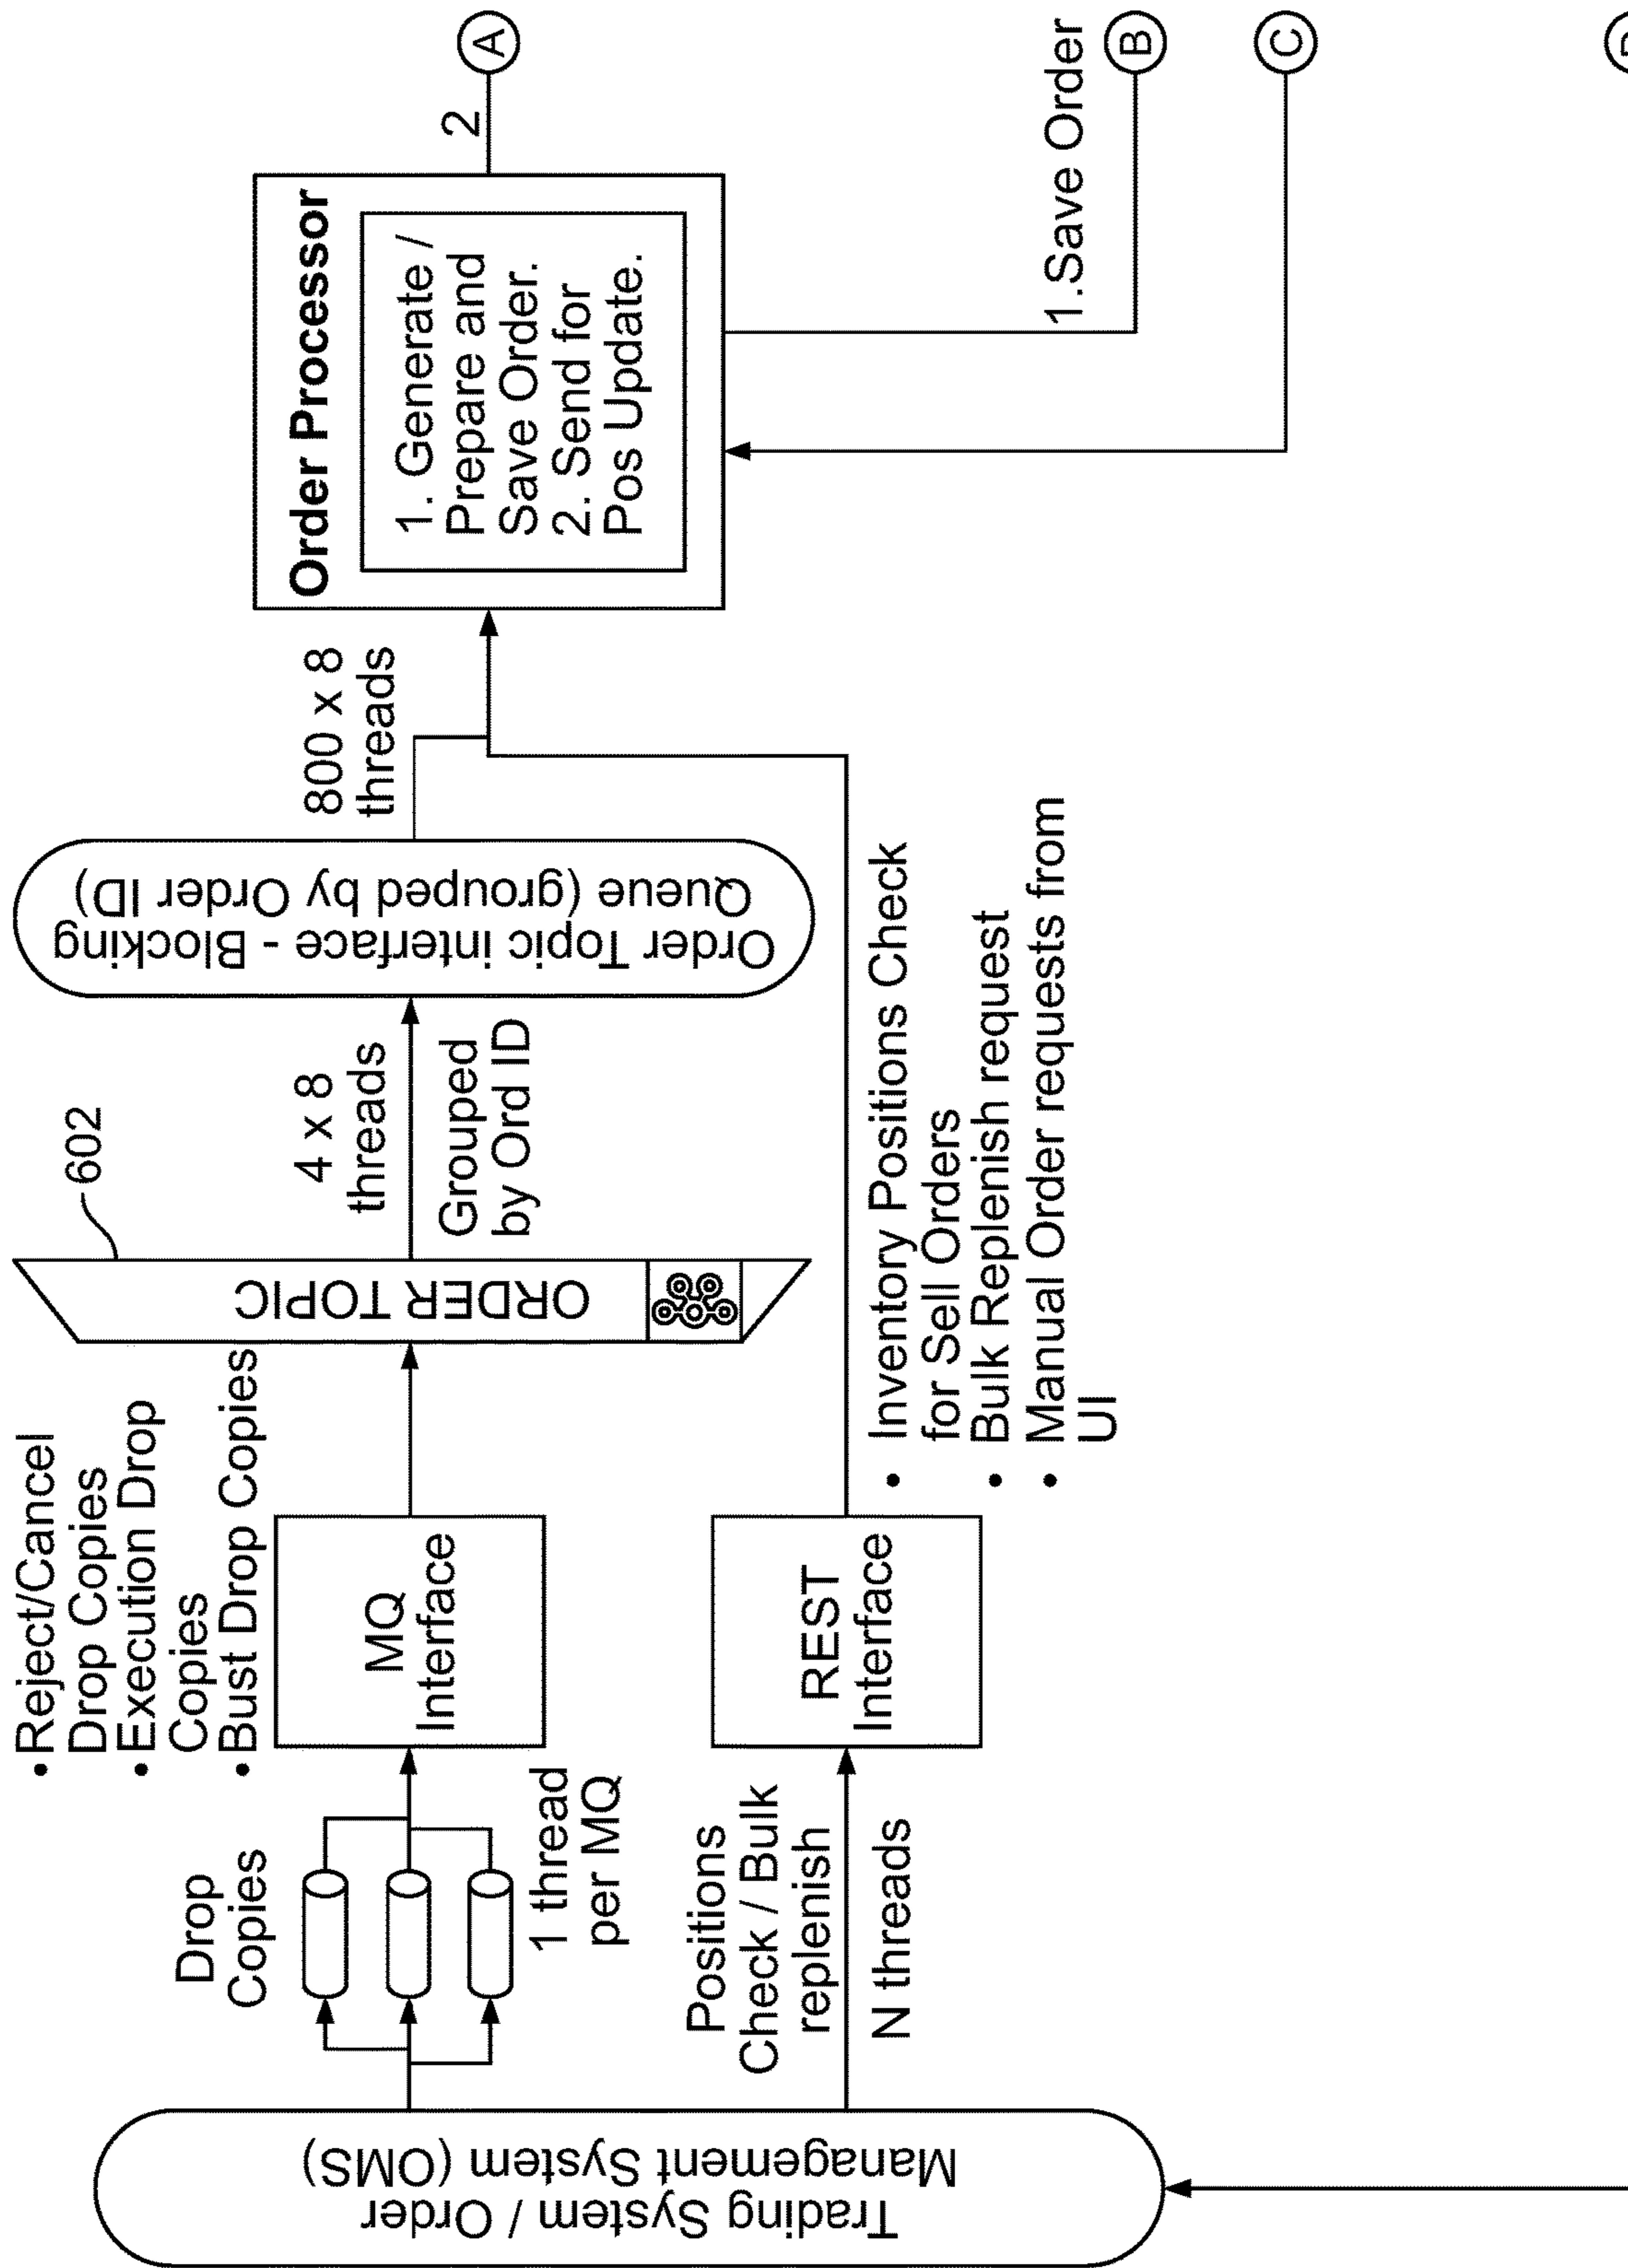 Trading System / Order
Management System (OMS)
Drop
Copies
1 thread
per MQ
Positions
Check / Bulk
replenish
N threads
•Reject/Cancel
Drop Copies
•Execution Drop
Copies
•Bust Drop Copies
MQ
Interface
REST
Interface
ORDER TOPIC
602
4 x 8
threads
Grouped
by Ord ID
Order Topic interface - Blocking
Queue (grouped by Order ID)
• Inventory Positions Check
for Sell Orders
• Bulk Replenish request
• Manual Order requests from
UI
800 x 8
threads
Order Processor
1. Generate /
Prepare and
Save Order.
2. Send for
Pos Update.
2
A
1.Save Order
B
C